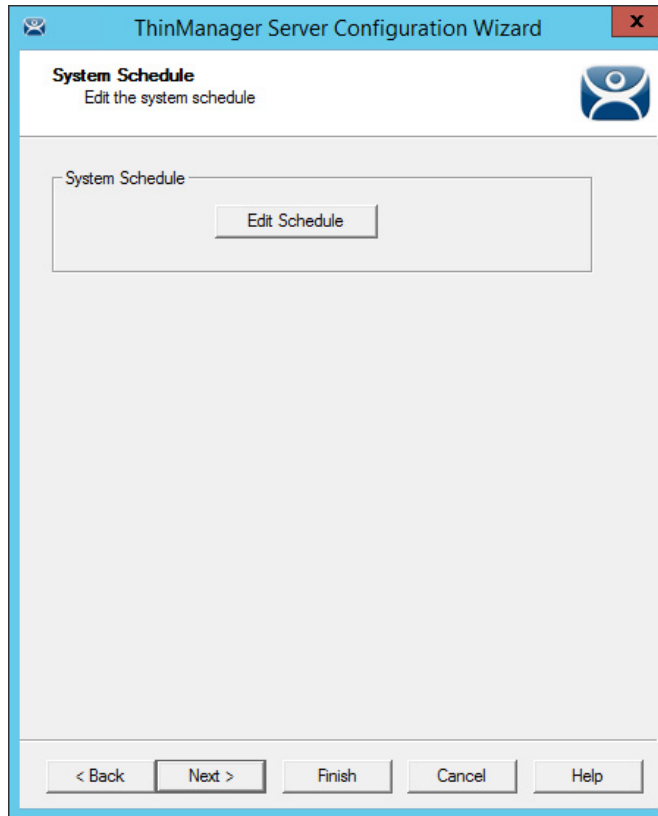 ThinManager Server Configuration Wizard
x
System Schedule
Edit the system schedule
System Schedule
Edit Schedule
< Back Next > Finish Cancel Help